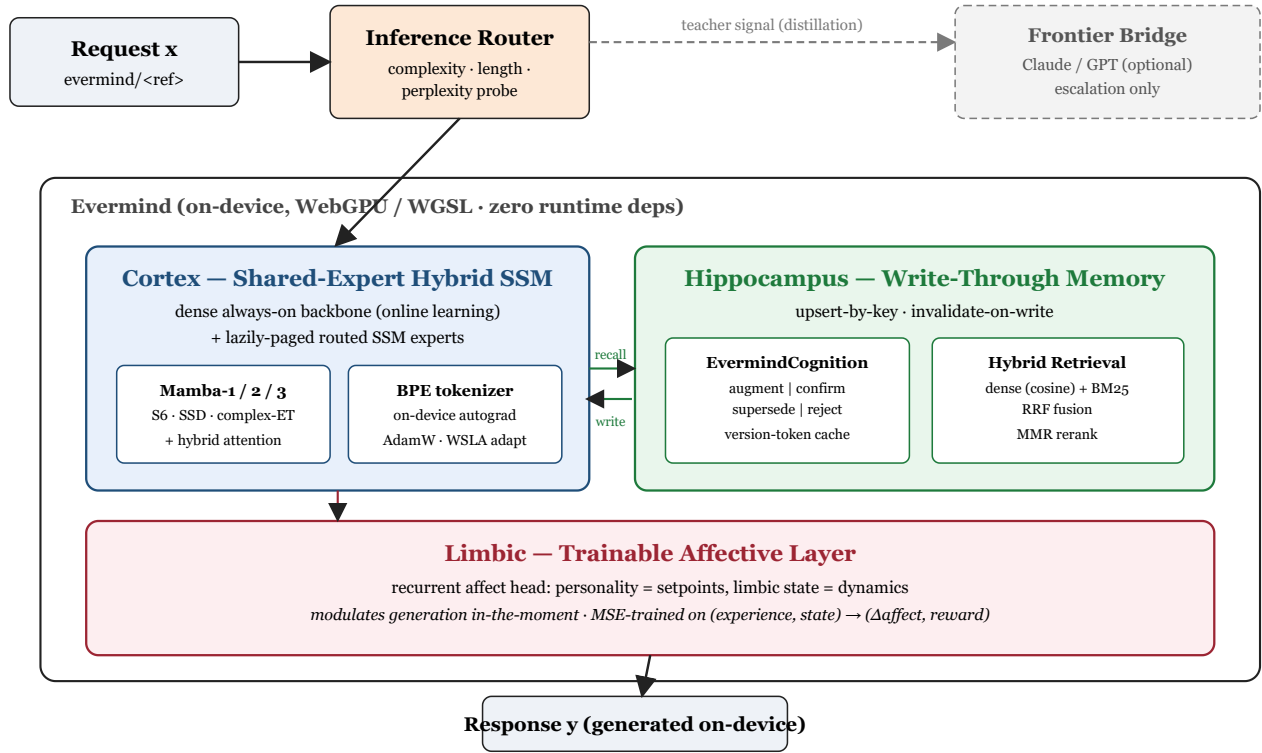 Request x
evermind/<ref>
Inference Router
complexity · length ·
perplexity probe
teacher signal (distillation)
Frontier Bridge
Claude / GPT (optional)
escalation only
Evermind (on-device, WebGPU / WGSL · zero runtime deps)
Cortex — Shared-Expert Hybrid SSM
dense always-on backbone (online learning)
+ lazily-paged routed SSM experts
Mamba-1 / 2 / 3
S6 · SSD · complex-ET
+ hybrid attention
BPE tokenizer
on-device autograd
AdamW · WSLA adapt
recall
write
Hippocampus — Write-Through Memory
upsert-by-key · invalidate-on-write
EvermindCognition
augment | confirm
supersede | reject
version-token cache
Hybrid Retrieval
dense (cosine) + BM25
RRF fusion
MMR rerank
Limbic — Trainable Affective Layer
recurrent affect head: personality = setpoints, limbic state = dynamics
modulates generation in-the-moment · MSE-trained on (experience, state) → (Δaffect, reward)
Response y (generated on-device)